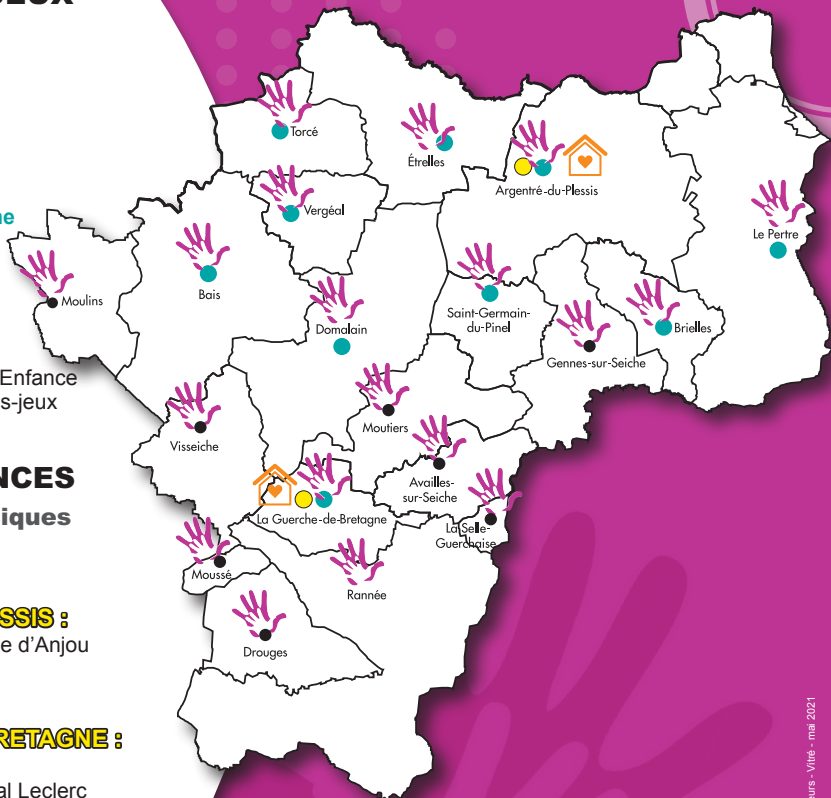 Torcé
Étrelles
Argentré-du-Plessis
Vergéal
Le Pertre
Moulins
Bais
Saint-Germain-
du-Pinel
Domalain
Brielles
Gennes-sur-Seiche
Enfance
s-jeux
Moutiers
Visseiche
Availles-
sur-Seiche
NCES
La Guerche-de-Bretagne
iques
La Selle-
Guerchaise
Moussé
Rannée
SSIS :
e d'Anjou
Drouges
RETAGNE :
al Leclerc
eurs - Vitré - mai 2021